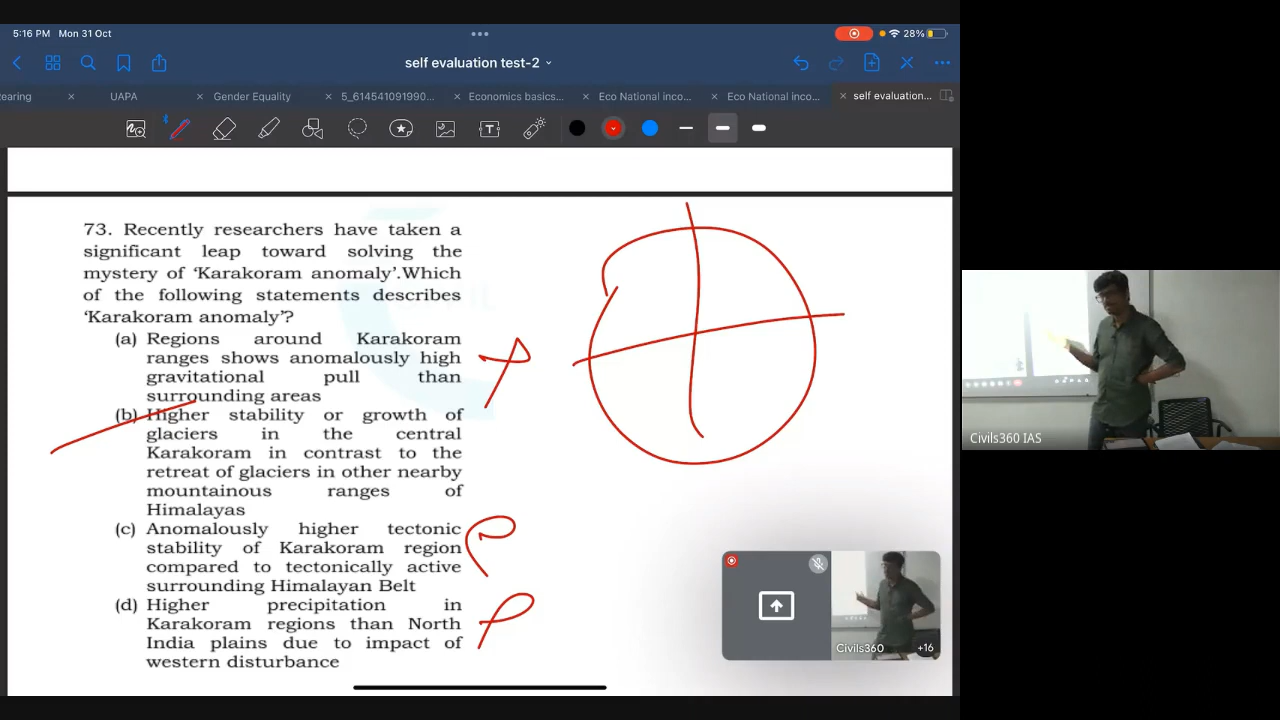 5:16 PM Mon 31 Oct
28%
self evaluation test-2
earing
UAPA
Gender Equality
5_614541091990...
Economics basics...
Eco National inco...
Eco National inco...
self evaluation...
73. Recently researchers have taken a
significant leap toward solving the
mystery of ‘Karakoram anomaly’.Which
of the following statements describes
‘Karakoram anomaly’?
(a) Regions around Karakoram
ranges shows anomalously high
gravitational pull than
surrounding areas
(b) Higher stability or growth of
glaciers in the central
Karakoram in contrast to the
retreat of glaciers in other nearby
mountainous ranges of
Himalayas
(c) Anomalously higher tectonic
stability of Karakoram region
compared to tectonically active
surrounding Himalayan Belt
(d) Higher precipitation in
Karakoram regions than North
India plains due to impact of
western disturbance
Civils360 IAS
Civils360
+16